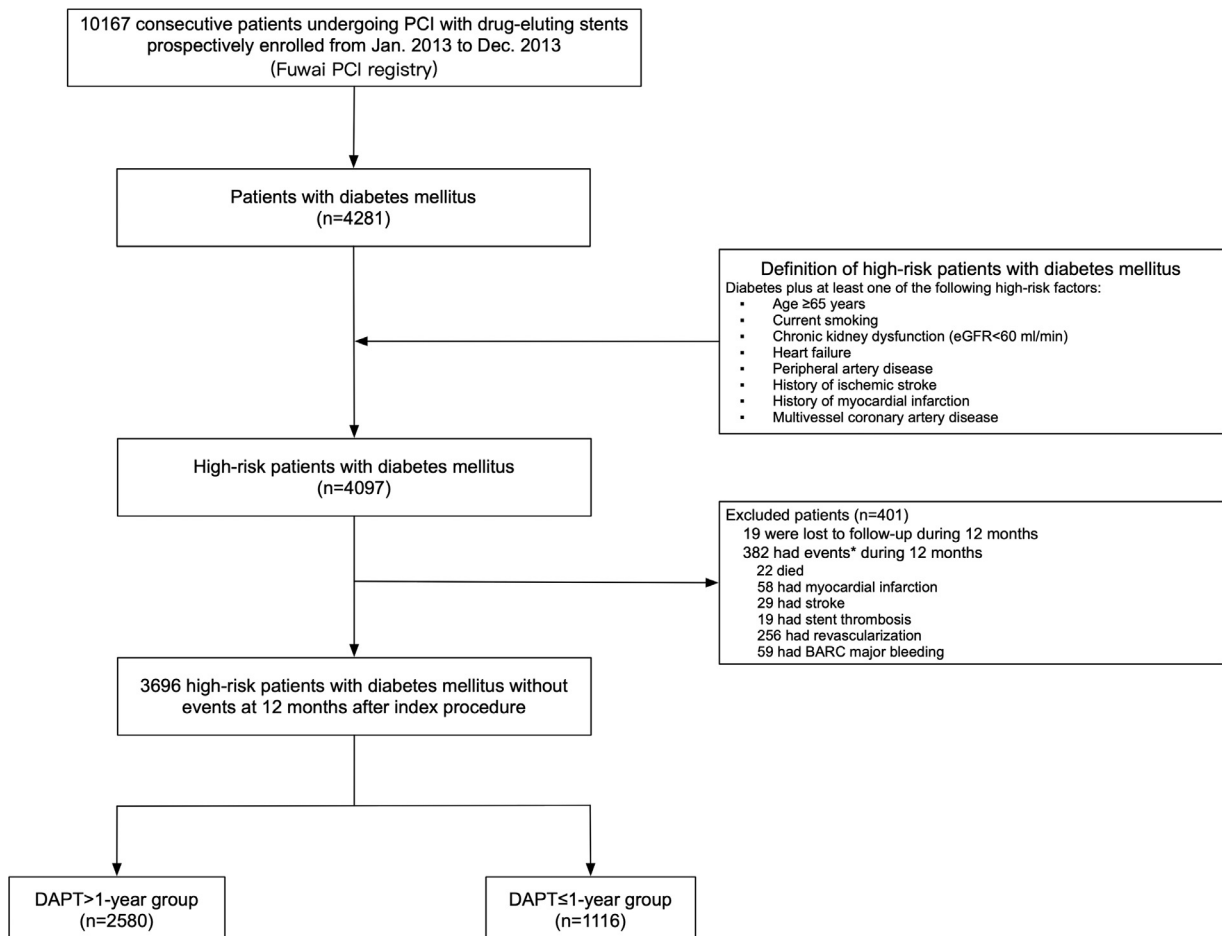 10167 consecutive patients undergoing PCI with drug-eluting stents
prospectively enrolled from Jan. 2013 to Dec. 2013
(Fuwai PCI registry)
Patients with diabetes mellitus
(n=4281)
Definition of high-risk patients with diabetes mellitus
Diabetes plus at least one of the following high-risk factors:
▪ Age ≥65 years
▪ Current smoking
▪ Chronic kidney dysfunction (eGFR<60 ml/min)
▪ Heart failure
▪ Peripheral artery disease
▪ History of ischemic stroke
▪ History of myocardial infarction
▪ Multivessel coronary artery disease
High-risk patients with diabetes mellitus
(n=4097)
Excluded patients (n=401)
19 were lost to follow-up during 12 months
382 had events* during 12 months
22 died
58 had myocardial infarction
29 had stroke
19 had stent thrombosis
256 had revascularization
59 had BARC major bleeding
3696 high-risk patients with diabetes mellitus without
events at 12 months after index procedure
DAPT>1-year group
(n=2580)
DAPT≤1-year group
(n=1116)